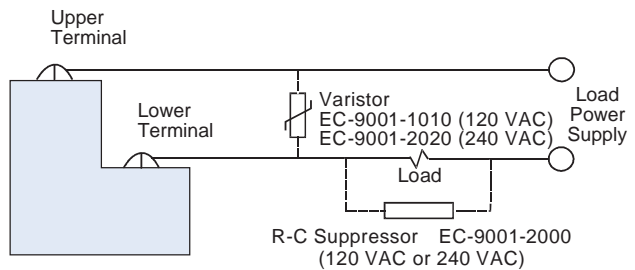 Upper
Terminal
Lower
Terminal
Varistor
EC-9001-1010 (120 VAC)
EC-9001-2020 (240 VAC)
Load
Power
Supply
Load
R-C Suppressor EC-9001-2000
(120 VAC or 240 VAC)